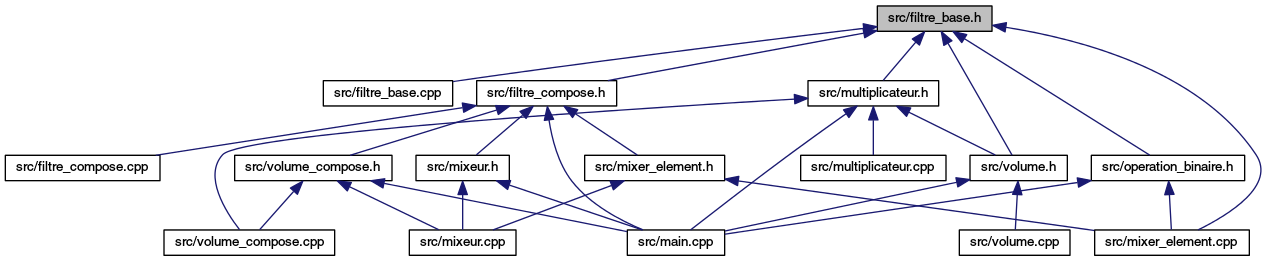 src/filtre_base.h
src/filtre_base.cpp
src/filtre_compose.h
src/multiplicateur.h
src/filtre_compose.cpp
src/volume_compose.h
src/mixeur.h
src/mixer_element.h
src/multiplicateur.cpp
src/volume.h
src/operation_binaire.h
src/volume_compose.cpp
src/mixeur.cpp
src/main.cpp
src/volume.cpp
src/mixer_element.cpp